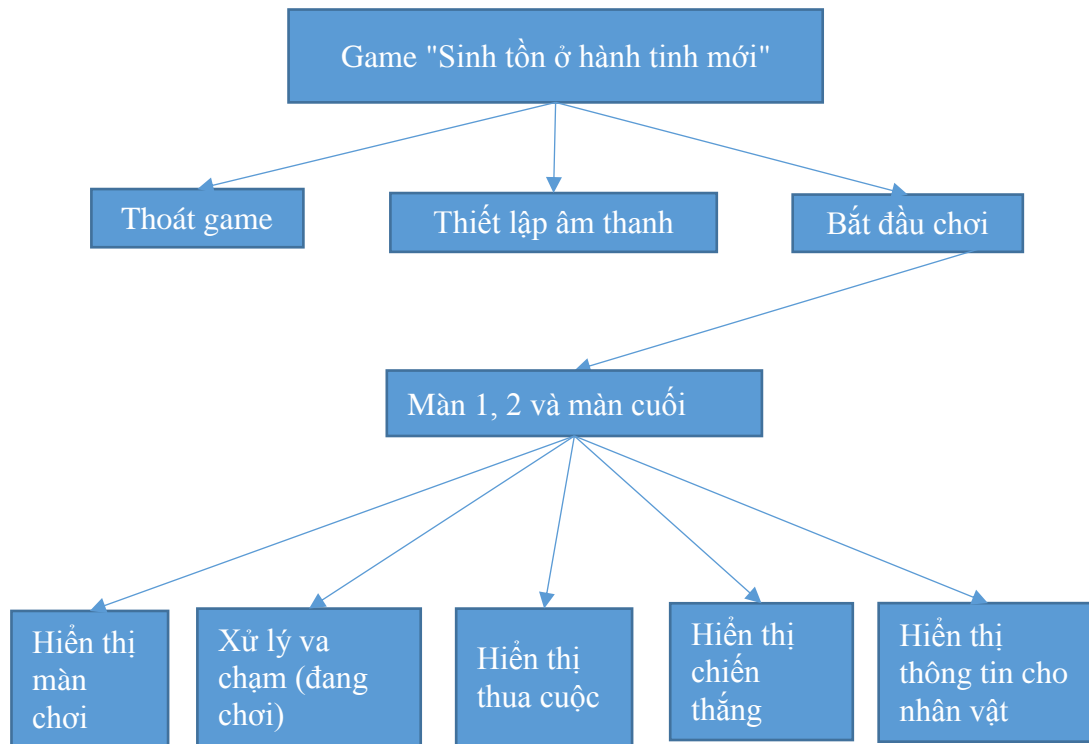 Game "Sinh tồn ở hành tinh mới"
Thoát game
Thiết lập âm thanh
Bắt đầu chơi
Màn 1, 2 và màn cuối
Hiển thị
màn
chơi
Xử lý va
chạm (đang
chơi)
Hiển thị
thua cuộc
Hiển thị
chiến
thắng
Hiển thị
thông tin cho
nhân vật